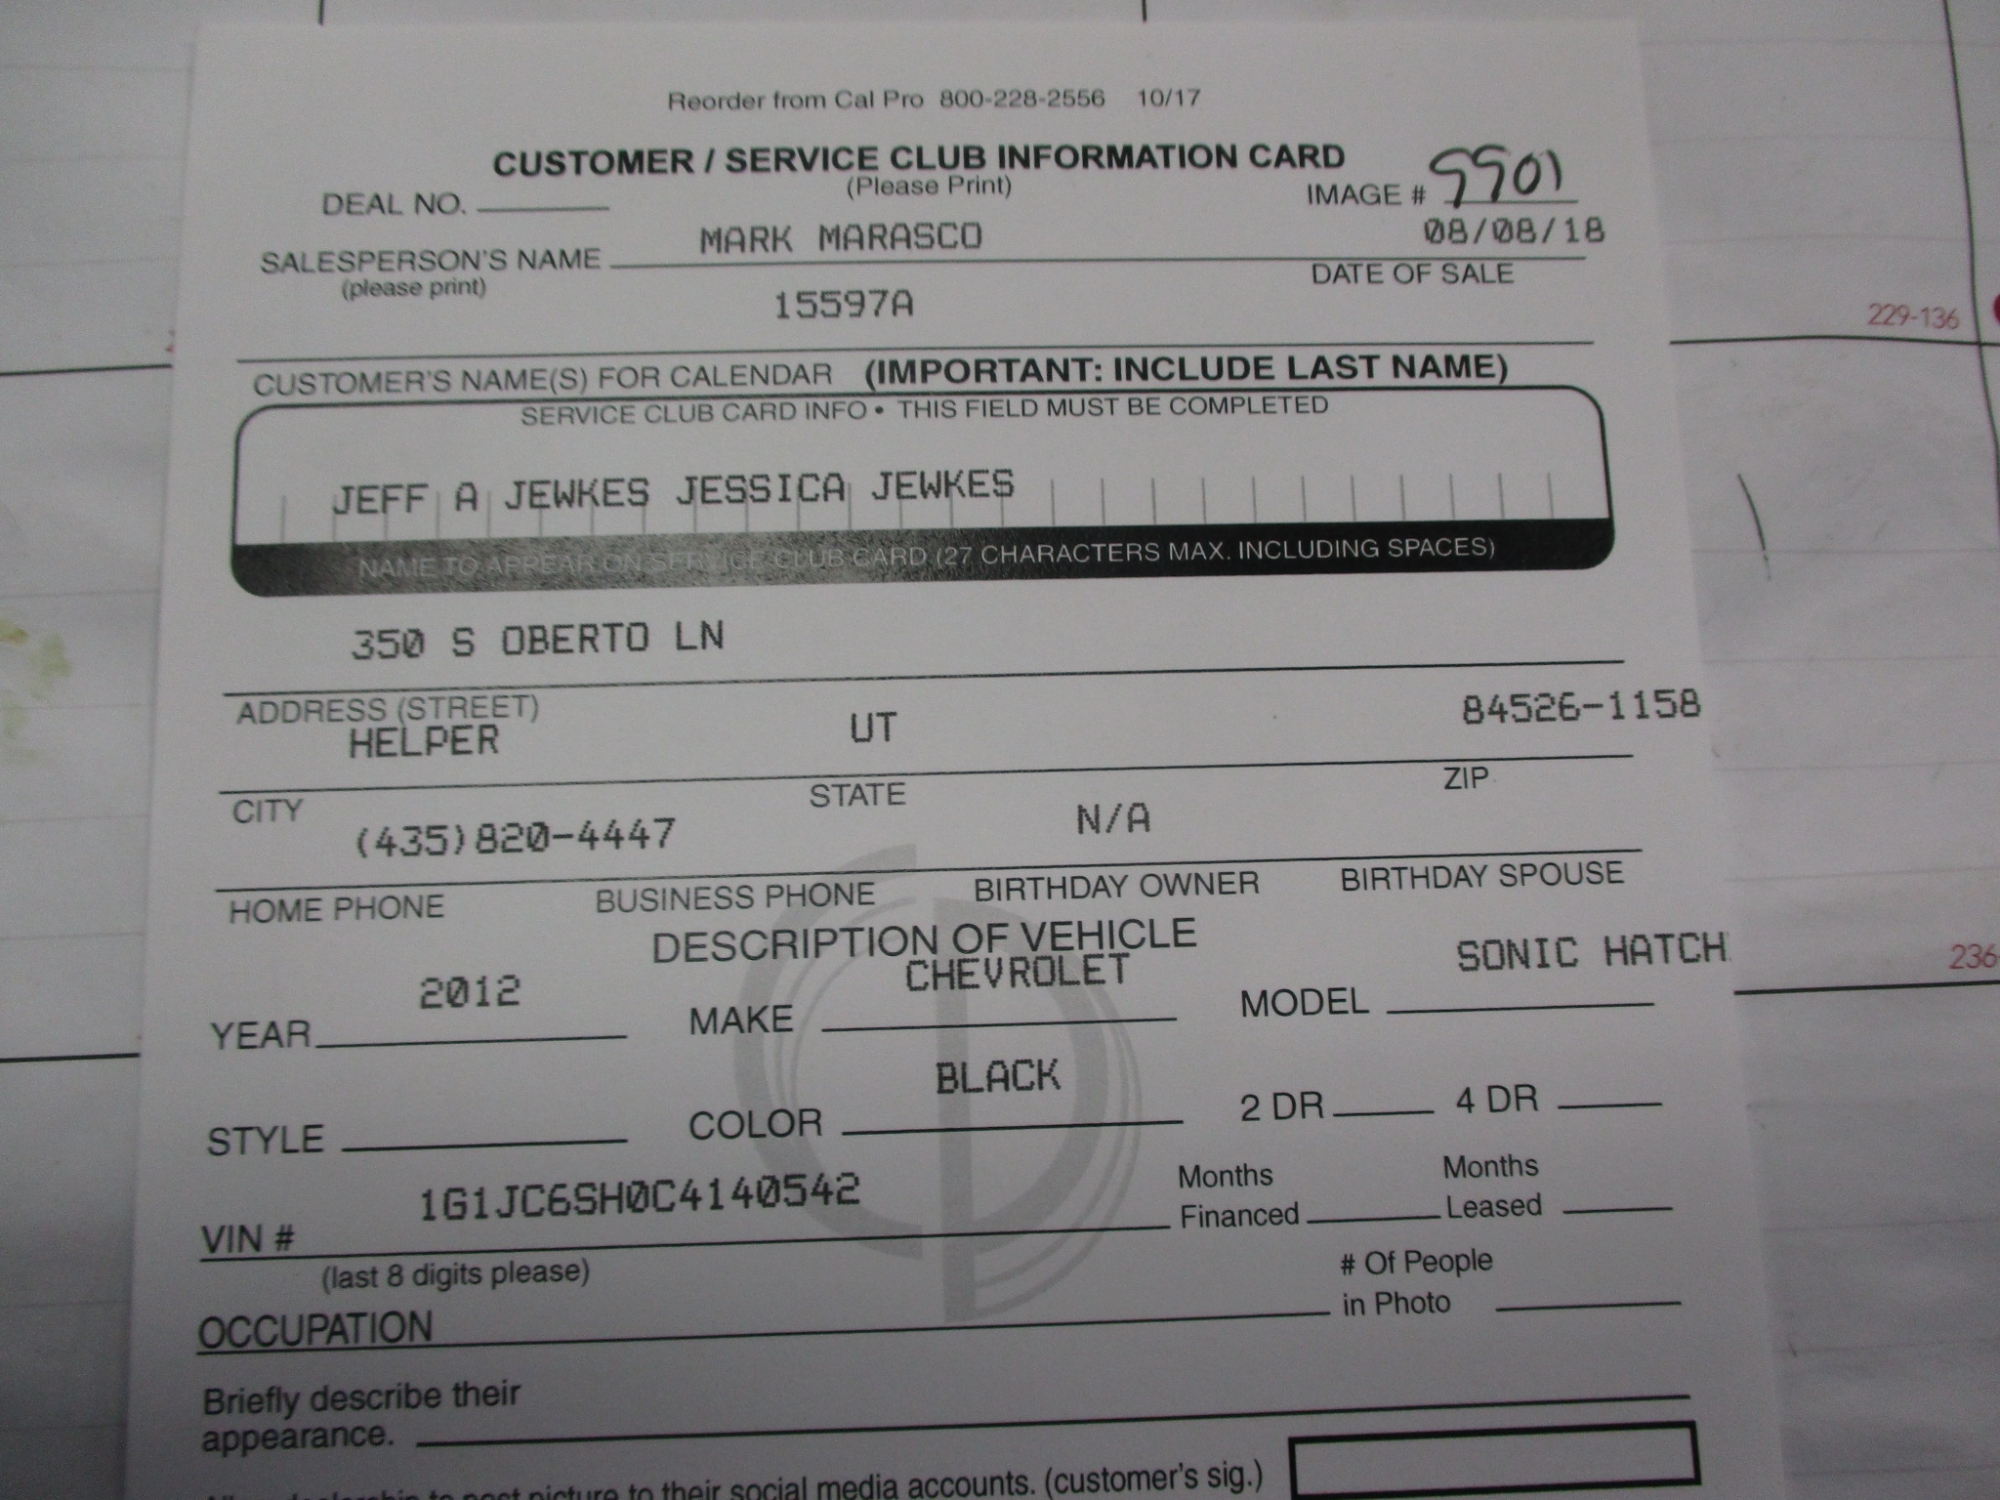 Reorder from Cal Pro 800-228-2556 10/17
CUSTOMER / SERVICE CLUB INFORMATION CARD
(Please Print)
DEAL NO.
IMAGE # 9901
MARK MARASCO
08/08/18
SALESPERSON'S NAME
(please print)
DATE OF SALE
15597A
229-136
CUSTOMER'S NAME(S) FOR CALENDAR (IMPORTANT: INCLUDE LAST NAME)
SERVICE CLUB CARD INFO • THIS FIELD MUST BE COMPLETED
JEFF A JEWKES JESSICA JEWKES
NAME TO APPEAR ON SERVICE CLUB CARD (27 CHARACTERS MAX. INCLUDING SPACES)
350 S OBERTO LN
ADDRESS (STREET)
HELPER UT 84526-1158
CITY STATE ZIP
(435)820-4447 N/A
HOME PHONE BUSINESS PHONE BIRTHDAY OWNER BIRTHDAY SPOUSE
DESCRIPTION OF VEHICLE
2012 CHEVROLET SONIC HATCH
236-
YEAR MAKE MODEL
BLACK
STYLE COLOR 2 DR 4 DR
1G1JC6SH0C4140542
VIN #
Months Financed
Months Leased
(last 8 digits please)
# Of People
in Photo
OCCUPATION
Briefly describe their
appearance.
to post picture to their social media accounts. (customer's sig.)